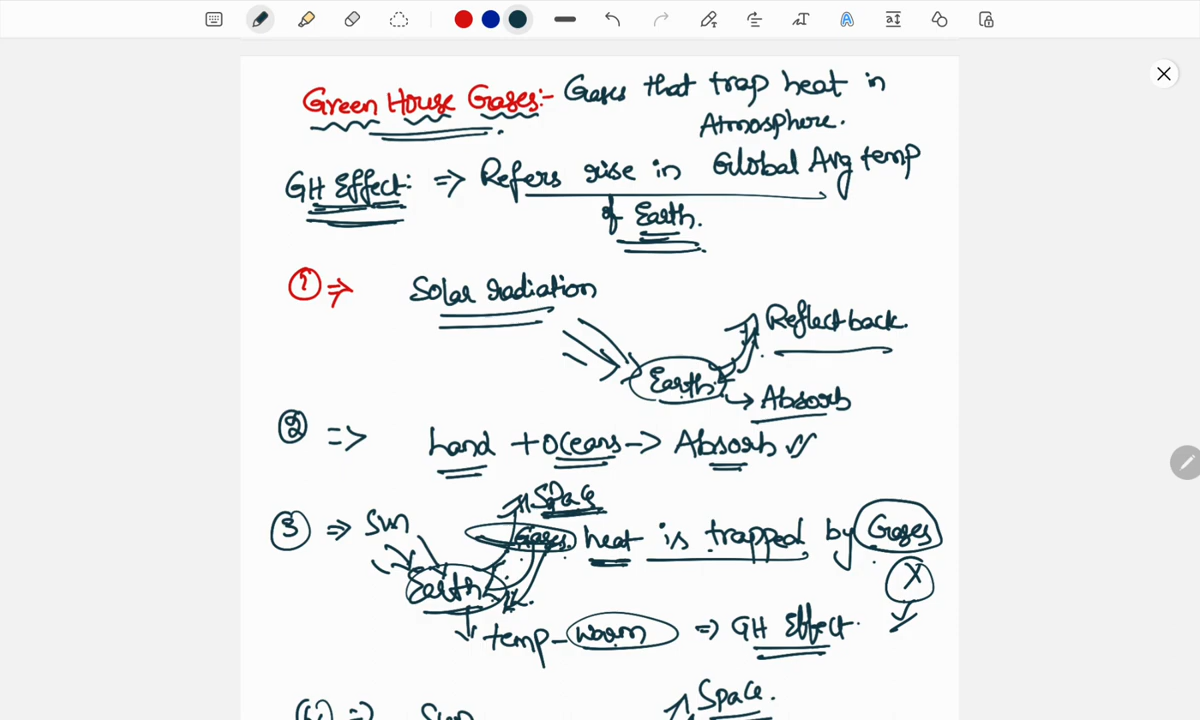 Green House Gases:- Gases that trap heat in
Atmosphere.
GH Effect: => Refers rise in Global Avg temp
of Earth.
① => Solar radiation
Reflect back.
Earth
Absorb
② => Land + Oceans -> Absorb
③ => Sun
Space
Gases heat is trapped by Gases
Earth
X
temp - warm => GH Effect.
Space.
=> Sun